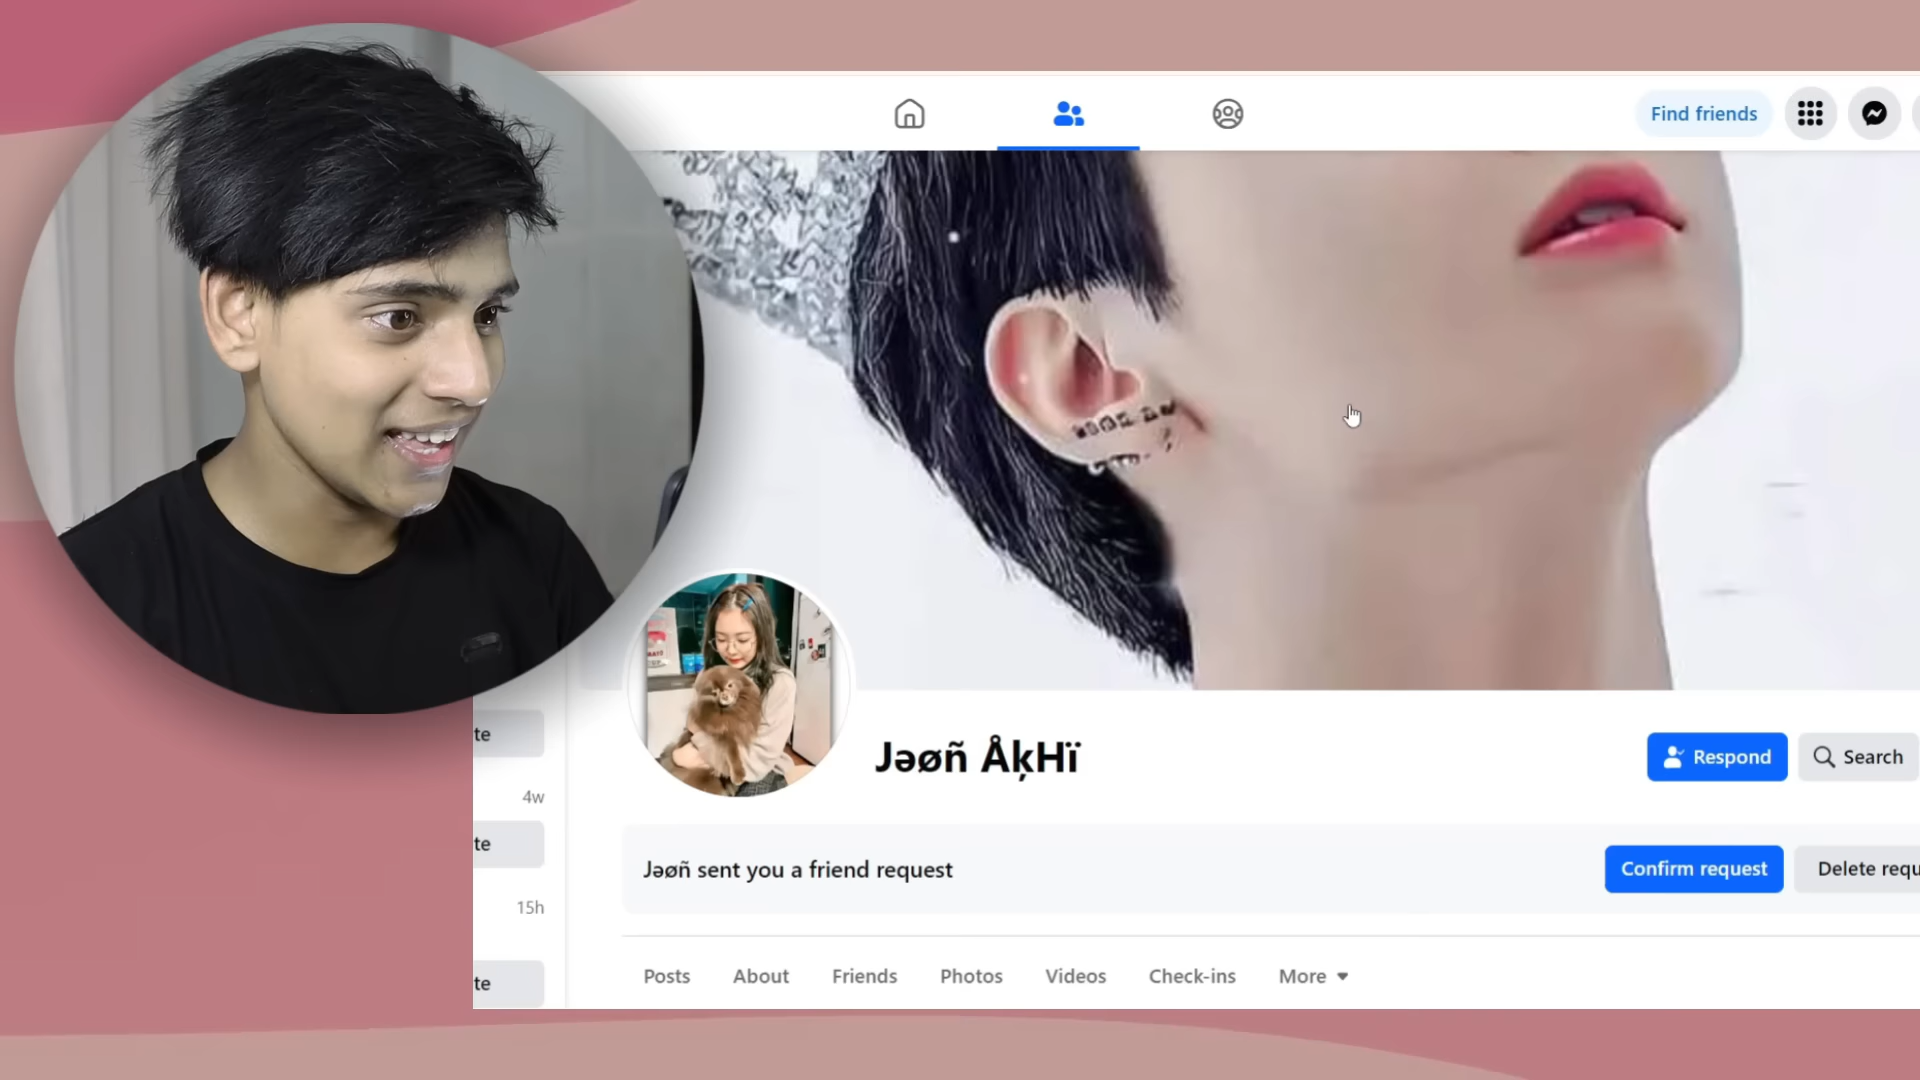 Find friends
Jəøñ ÅķHï
Respond
Search
te
4w
te
15h
te
Jəøñ sent you a friend request
Confirm request
Delete requ
Posts
About
Friends
Photos
Videos
Check-ins
More